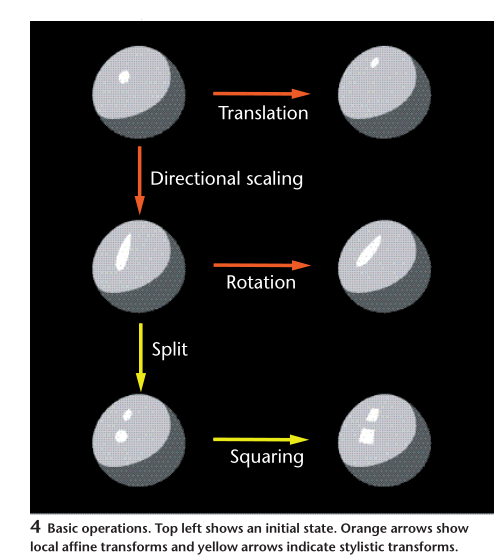 Translation
Directional scaling
Rotation
Split
Squaring
4 Basic operations. Top left shows an initial state. Orange arrows show
local affine transforms and yellow arrows indicate stylistic transforms.